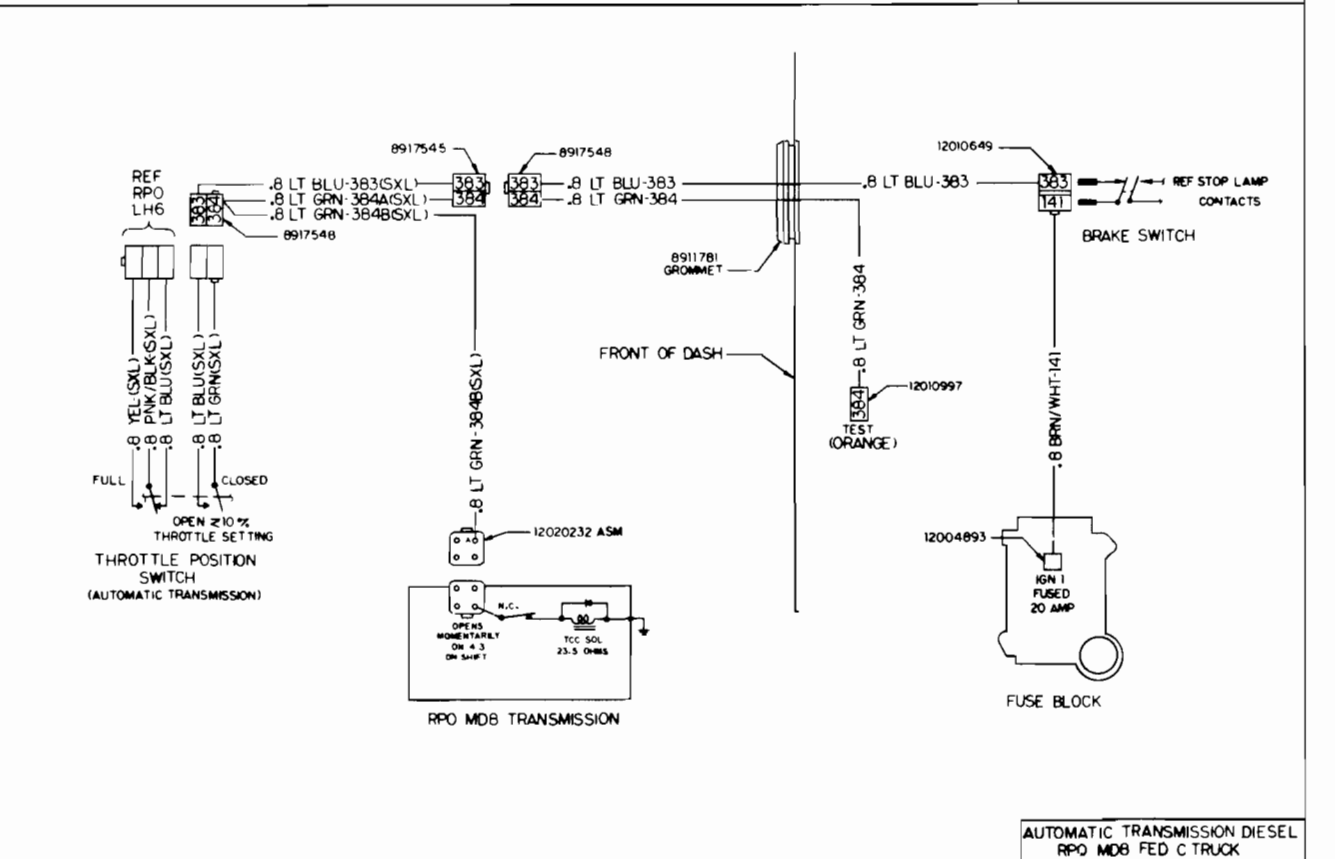 8917545
8917548
12010649
REF
RPO
LH6
.8 LT BLU-383(SXL)
.8 LT GRN-384A(SXL)
.8 LT GRN-384B(SXL)
383
384
383
384
383
384
.8 LT BLU-383
.8 LT GRN-384
.8 LT BLU-383
383
141
REF STOP LAMP
CONTACTS
BRAKE SWITCH
8917548
8911781
GROMMET
.8 LT GRN-384
FRONT OF DASH
.8 YEL(SXL)
.8 PNK/BLK(SXL)
.8 LT BLU(SXL)
.8 LT BLU(SXL)
.8 LT GRN(SXL)
.8 LT GRN-384B(SXL)
.8 BRN/WHT-141
384
12010997
TEST
(ORANGE)
FULL
CLOSED
OPEN ≥10%
THROTTLE SETTING
THROTTLE POSITION
SWITCH
(AUTOMATIC TRANSMISSION)
A
12020232 ASM
N.C.
OPENS
MOMENTARILY
ON 4 3
DN SHIFT
TCC SOL
23.5 OHMS
RPO MD8 TRANSMISSION
12004893
IGN 1
FUSED
20 AMP
FUSE BLOCK
AUTOMATIC TRANSMISSION DIESEL
RPO MD8 FED C TRUCK